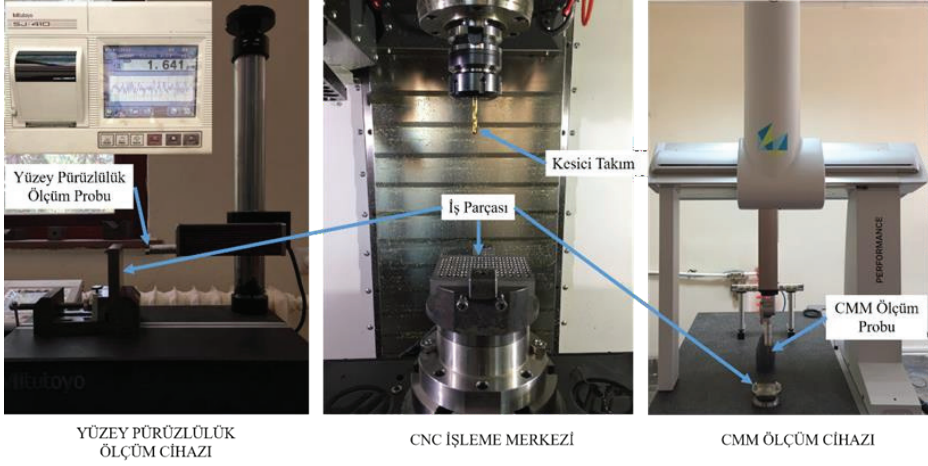 Mitutoyo
SJ-410
1.641
Yüzey Pürüzlülük
Ölçüm Probu
Kesici Takım
İş Parçası
PERFORMANCE
CMM Ölçüm
Probu
Mitutoyo
YÜZEY PÜRÜZLÜLÜK
ÖLÇÜM CİHAZI
CNC İŞLEME MERKEZİ
CMM ÖLÇÜM CİHAZI